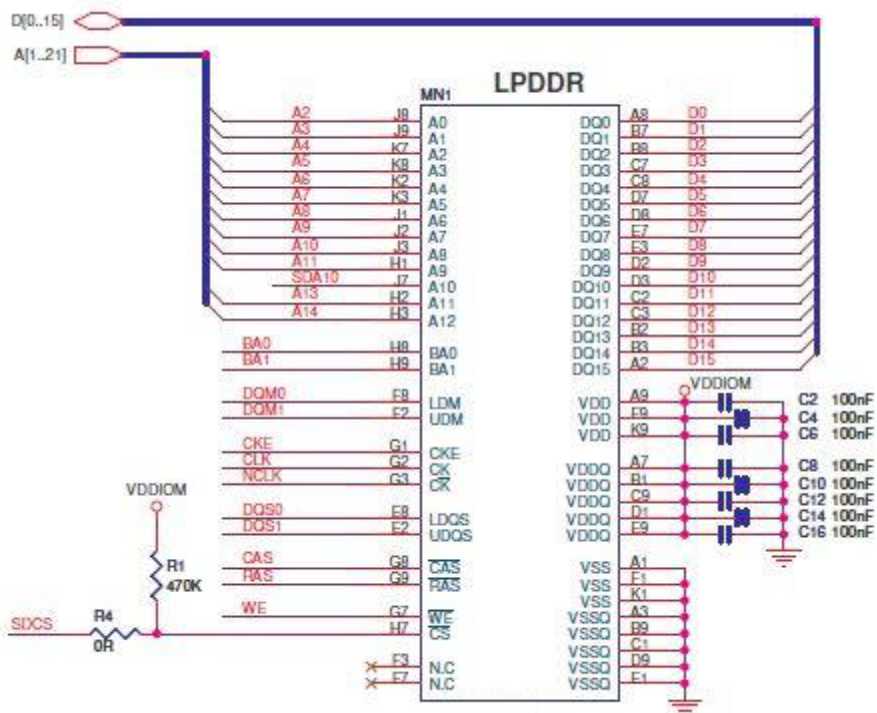 D[0..15]
A[1..21]
LPDDR
MN1
A2 J8 A0 DQ0 A8 D0
A3 J9 A1 DQ1 B7 D1
A4 K7 A2 DQ2 B8 D2
A5 K8 A3 DQ3 C7 D3
A6 K2 A4 DQ4 C8 D4
A7 K3 A5 DQ5 D7 D5
A8 J1 A6 DQ6 D8 D6
A9 J2 A7 DQ7 E7 D7
A10 J3 A8 DQ8 E3 D8
A11 H1 A9 DQ9 D2 D9
SDA10 J7 A10 DQ10 D3 D10
A13 H2 A11 DQ11 C2 D11
A14 H3 A12 DQ12 C3 D12
DQ13 B2 D13
BA0 H8 BA0 DQ14 B3 D14
BA1 H9 BA1 DQ15 A2 D15
VDDIOM
DQM0 F8 LDM VDD A9 C2 100nF
DQM1 F2 UDM VDD F9 C4 100nF
VDD K9 C6 100nF
CKE G1 CKE
CLK G2 CK VDDQ A7 C8 100nF
NCLK G3 CK VDDQ B1 C10 100nF
VDDIOM
VDDQ C9 C12 100nF
DQS0 E8 LDQS VDDQ D1 C14 100nF
DQS1 E2 UDQS VDDQ E9 C16 100nF
CAS G8 CAS VSS A1
R1
RAS G9 RAS VSS F1
470K
VSS K1
WE G7 WE VSSQ A3
R4
SDCS H7 CS VSSQ B9
0R
VSSQ C1
F3 N.C VSSQ D9
F7 N.C VSSQ E1